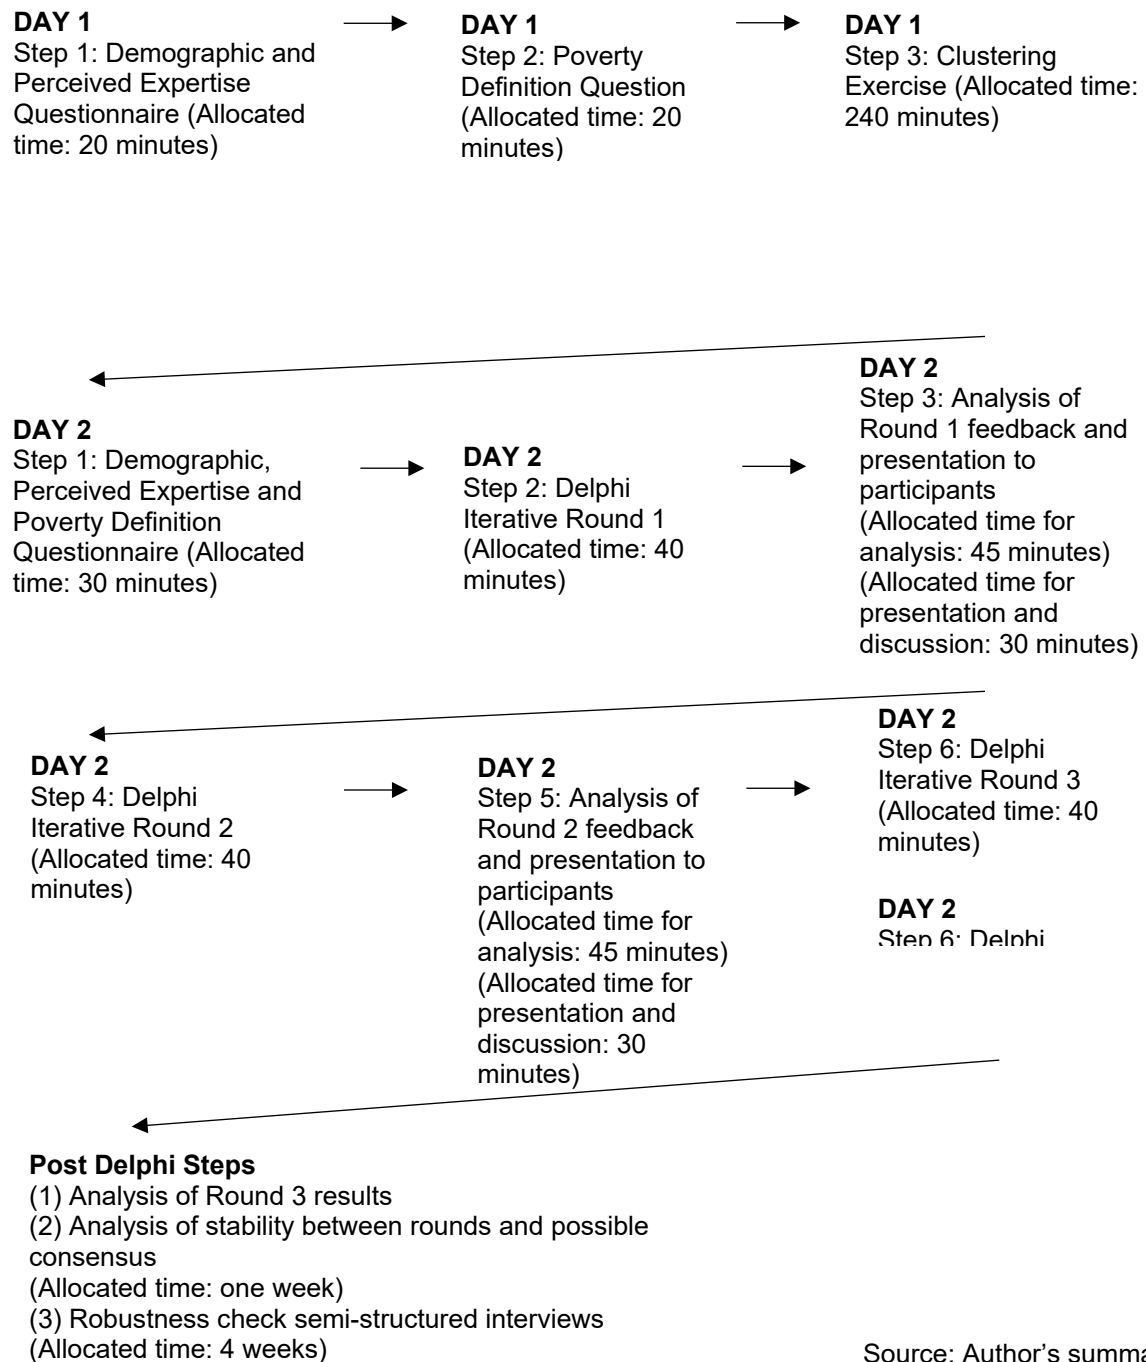 DAY 1
Step 1: Demographic and
Perceived Expertise
Questionnaire (Allocated
time: 20 minutes)
DAY 1
Step 2: Poverty
Definition Question
(Allocated time: 20
minutes)
DAY 1
Step 3: Clustering
Exercise (Allocated time:
240 minutes)
DAY 2
Step 1: Demographic,
Perceived Expertise and
Poverty Definition
Questionnaire (Allocated
time: 30 minutes)
DAY 2
Step 2: Delphi
Iterative Round 1
(Allocated time: 40
minutes)
DAY 2
Step 3: Analysis of
Round 1 feedback and
presentation to
participants
(Allocated time for
analysis: 45 minutes)
(Allocated time for
presentation and
discussion: 30 minutes)
DAY 2
Step 4: Delphi
Iterative Round 2
(Allocated time: 40
minutes)
DAY 2
Step 5: Analysis of
Round 2 feedback
and presentation to
participants
(Allocated time for
analysis: 45 minutes)
(Allocated time for
presentation and
discussion: 30
minutes)
DAY 2
Step 6: Delphi
Iterative Round 3
(Allocated time: 40
minutes)
DAY 2
Step 6: Delphi
Post Delphi Steps
(1) Analysis of Round 3 results
(2) Analysis of stability between rounds and possible
consensus
(Allocated time: one week)
(3) Robustness check semi-structured interviews
(Allocated time: 4 weeks)
Source: Author's summa